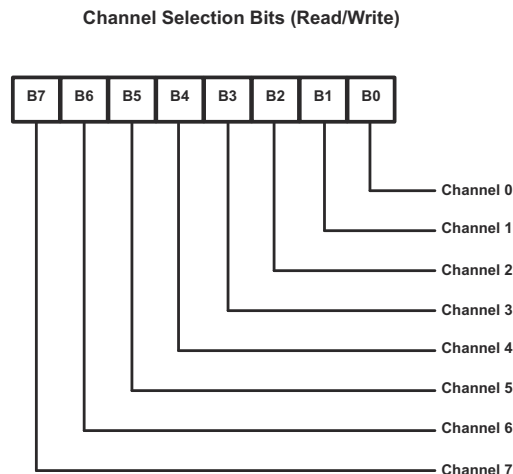 Channel Selection Bits (Read/Write)
B7 B6 B5 B4 B3 B2 B1 B0
Channel 0
Channel 1
Channel 2
Channel 3
Channel 4
Channel 5
Channel 6
Channel 7